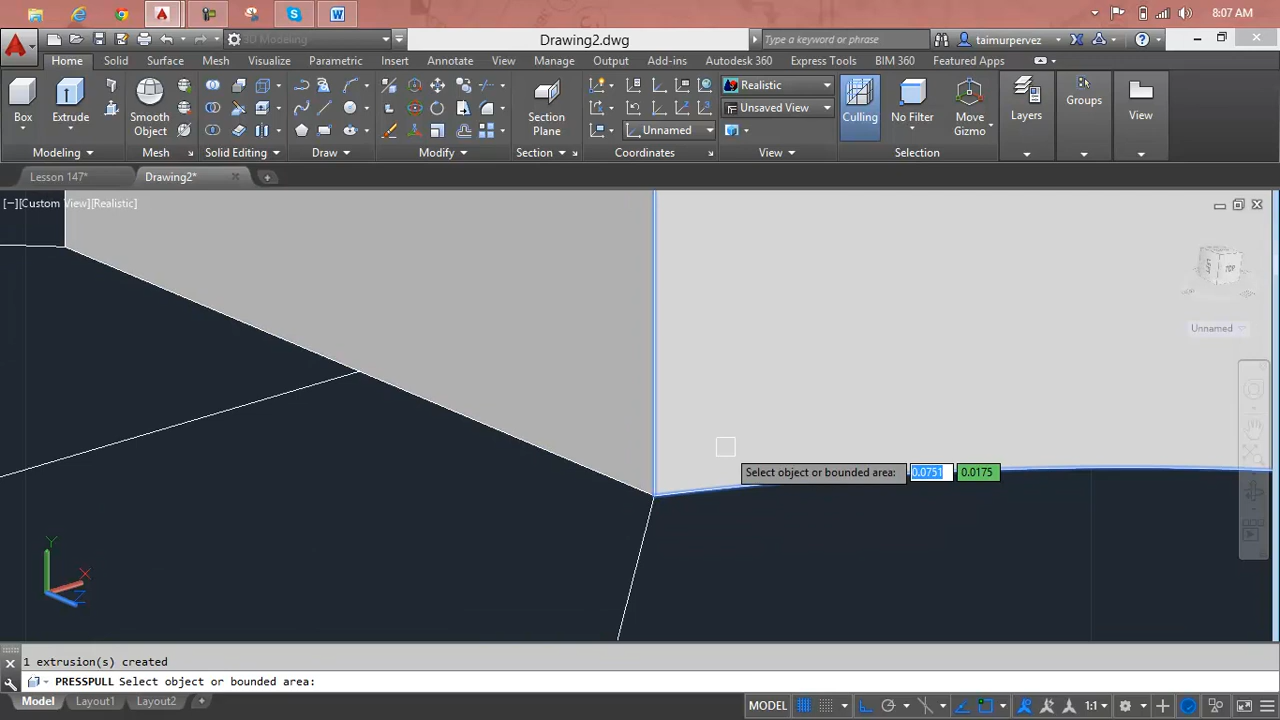 8:07 AM
3D Modeling
Drawing2.dwg
Type a keyword or phrase
taimurpervez
Home Solid Surface Mesh Visualize Parametric Insert Annotate View Manage Output Add-ins Autodesk 360 Express Tools BIM 360 Featured Apps
Realistic
Unsaved View
Unnamed
Box Extrude Smooth Object Section Plane Culling No Filter Move Gizmo Layers Groups View
Modeling Mesh Solid Editing Draw Modify Section Coordinates View Selection
Lesson 147* Drawing2*
[−][Custom View][Realistic]
LEFT TOP
Unnamed
Select object or bounded area: 0.0751 0.0175
Y
X
Z
1 extrusion(s) created
PRESSPULL Select object or bounded area:
Model Layout1 Layout2 MODEL 1:1